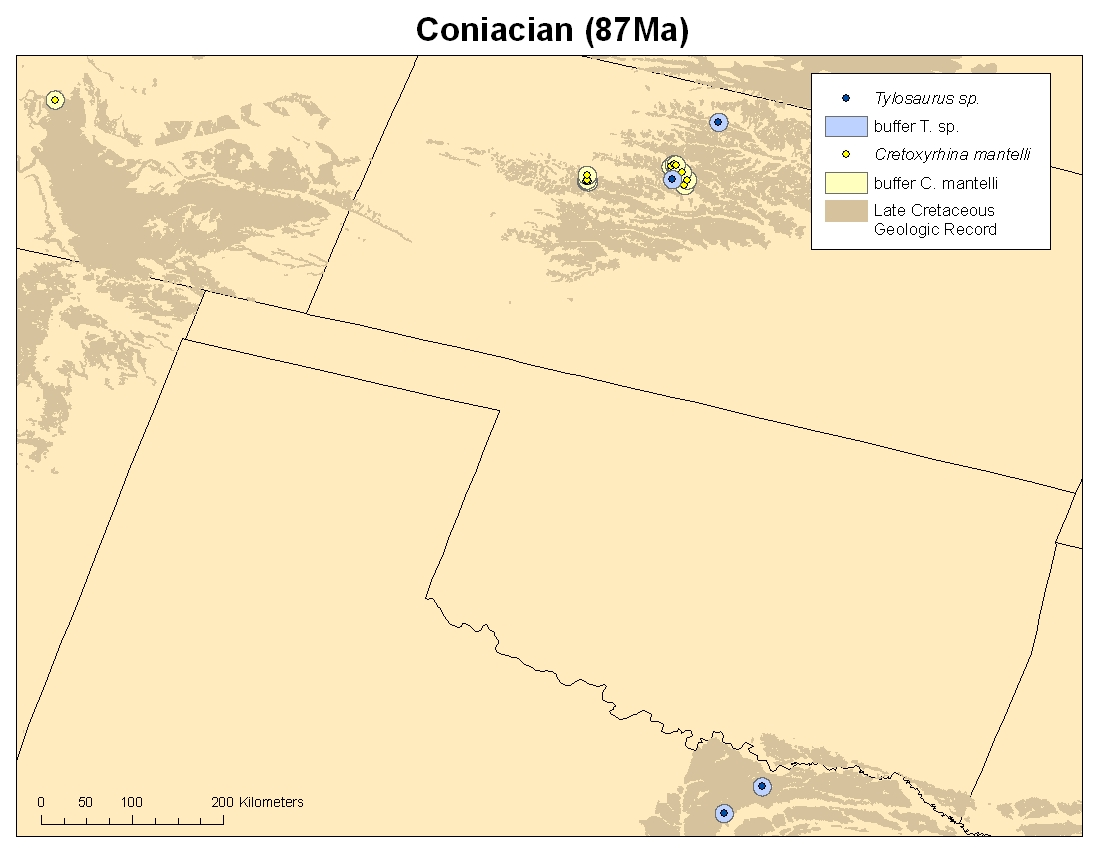 Coniacian (87Ma)
Tylosaurus sp.
buffer T. sp.
Cretoxyrhina mantelli
buffer C. mantelli
Late Cretaceous
Geologic Record
0 50 100 200 Kilometers